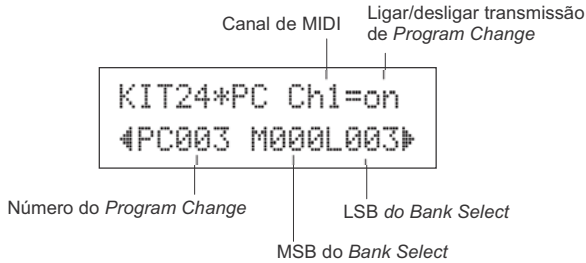 Canal de MIDI
Ligar/desligar transmissão
de Program Change
KIT24*PC Ch1=on
◀PC003 M000L003▶
Número do Program Change
LSB do Bank Select
MSB do Bank Select